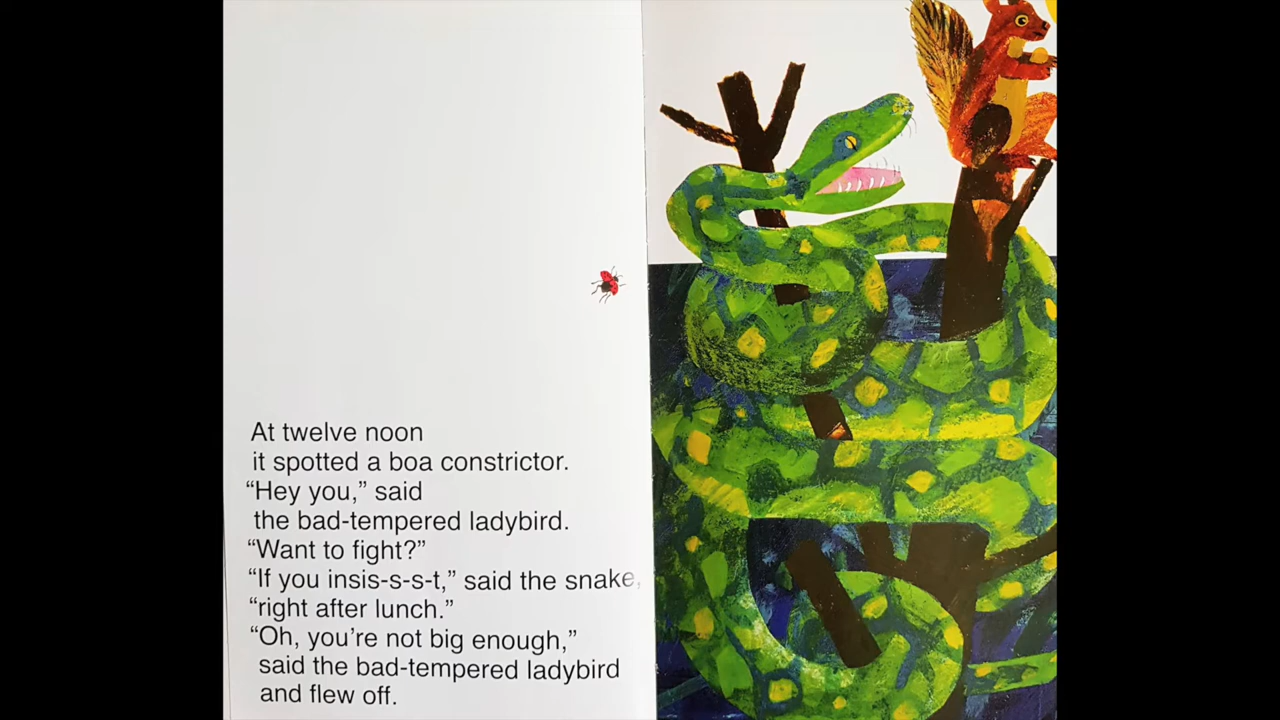 At twelve noon
it spotted a boa constrictor.
“Hey you,” said
the bad-tempered ladybird.
“Want to fight?”
“If you insis-s-s-t,” said the snake,
“right after lunch.”
“Oh, you’re not big enough,”
said the bad-tempered ladybird
and flew off.